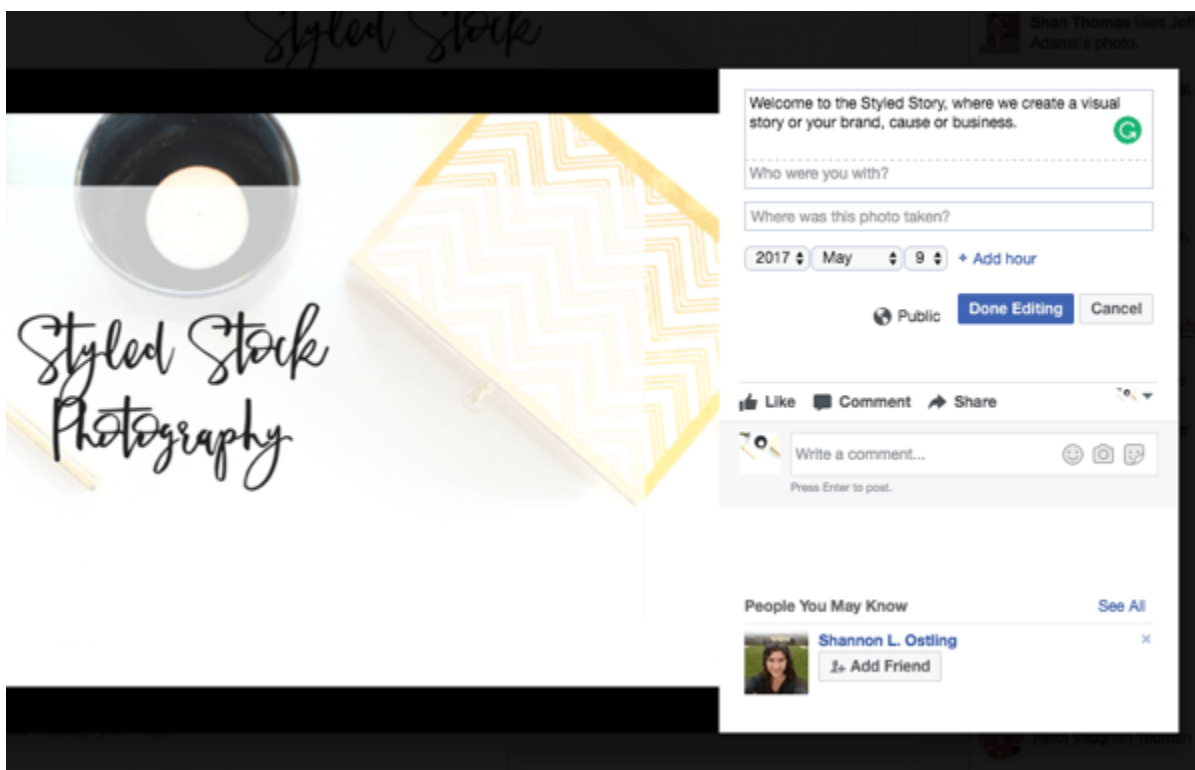 Styled Stock
Shan Thomas likes Jeff
Adams's photo.
Styled Stock
Photography
Welcome to the Styled Story, where we create a visual
story or your brand, cause or business.
Who were you with?
Where was this photo taken?
2017 May 9 + Add hour
Public Done Editing Cancel
Like Comment Share
Write a comment...
Press Enter to post.
People You May Know See All
Shannon L. Ostling
Add Friend